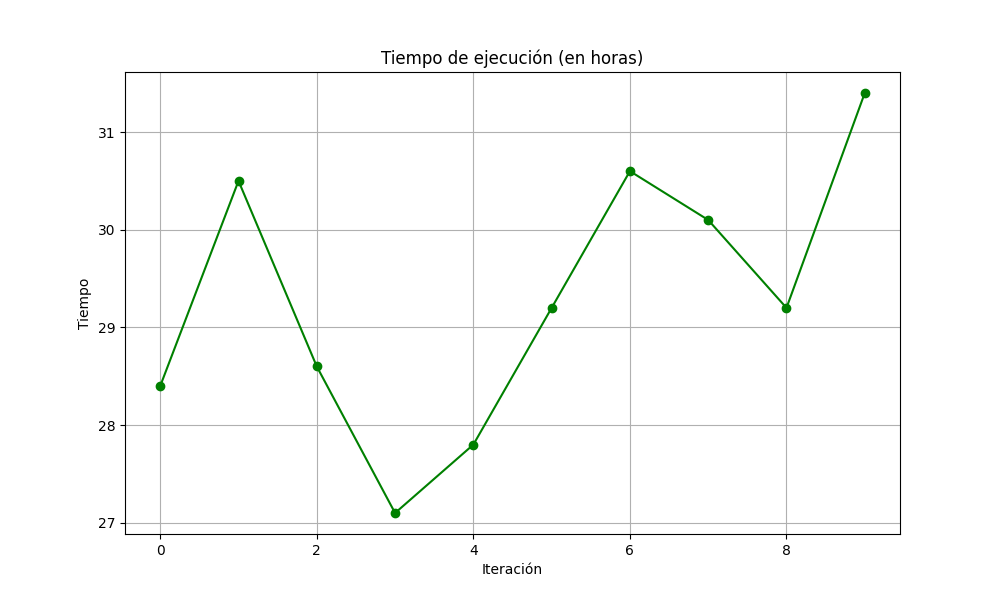 Tiempo de ejecución (en horas)
Tiempo
31
30
29
28
27
0 2 4 6 8
Iteración